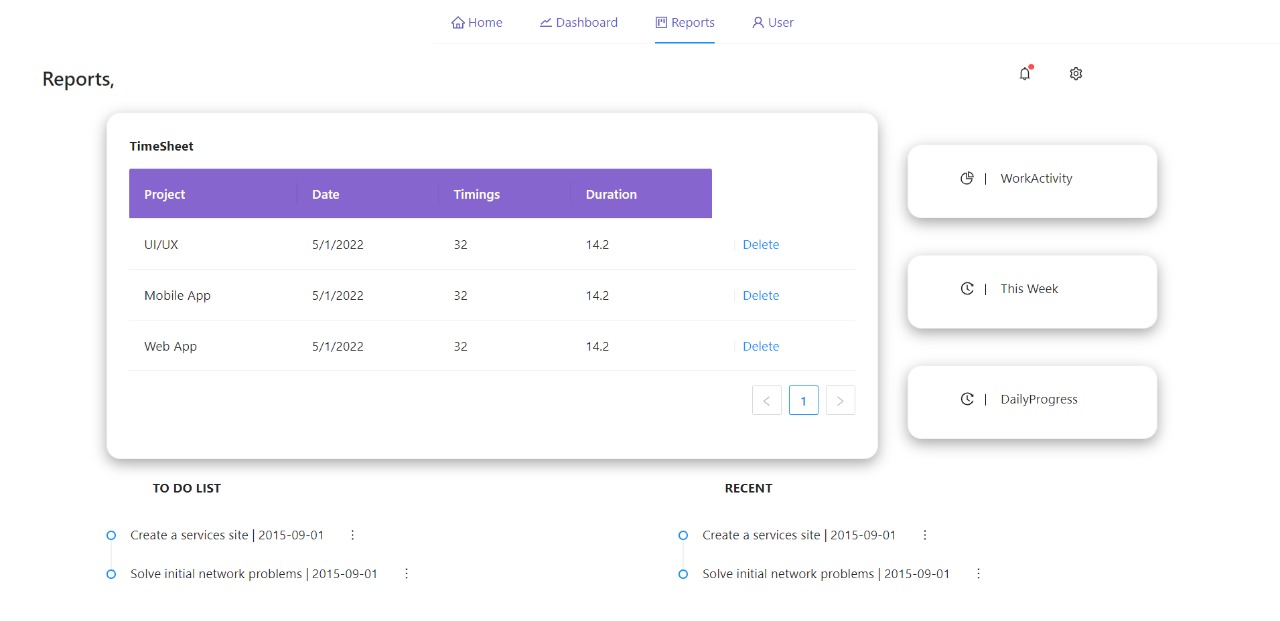 Home Dashboard Reports User
Reports,
TimeSheet
Project Date Timings Duration
UI/UX 5/1/2022 32 14.2 Delete
Mobile App 5/1/2022 32 14.2 Delete
Web App 5/1/2022 32 14.2 Delete
< 1 >
| WorkActivity
| This Week
| DailyProgress
TO DO LIST
Create a services site | 2015-09-01
Solve initial network problems | 2015-09-01
RECENT
Create a services site | 2015-09-01
Solve initial network problems | 2015-09-01